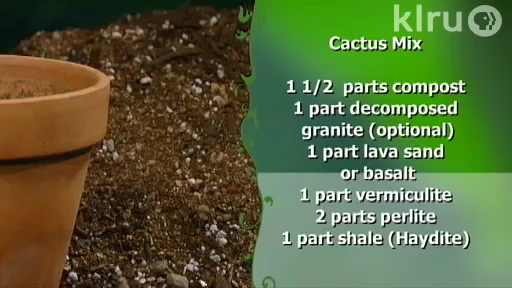 klru
PBS
Cactus Mix
1 1/2 parts compost
1 part decomposed
granite (optional)
1 part lava sand
or basalt
1 part vermiculite
2 parts perlite
1 part shale (Haydite)